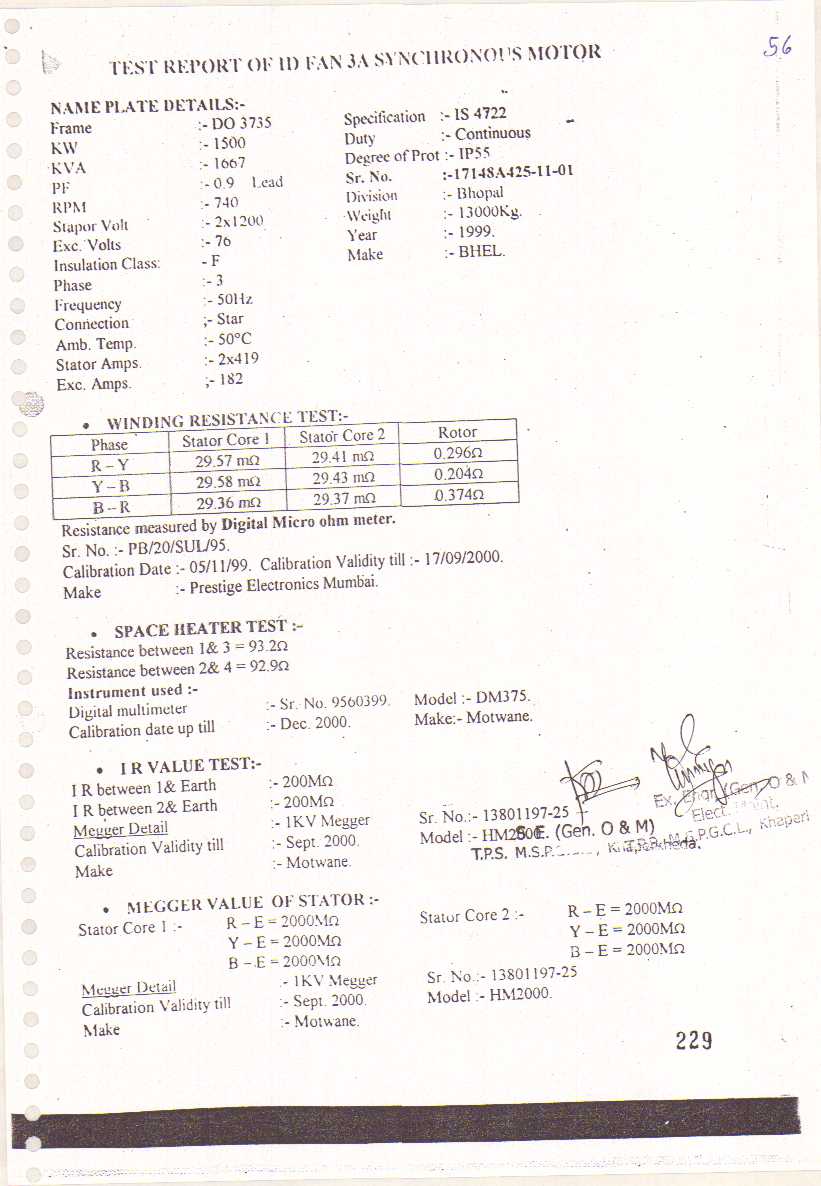 56
TEST REPORT OF ID FAN 3A SYNCHRONOUS MOTOR
NAME PLATE DETAILS:-
Frame :- DO 3735 Specification :- IS 4722
KW :- 1500 Duty :- Continuous
KVA :- 1667 Degree of Prot :- IP55
PF :- 0.9 Lead Sr. No. :-17148A425-11-01
RPM :- 740 Division :- Bhopal
Stapor Volt :- 2x1200 Weight :- 13000Kg.
Exc. Volts :- 76 Year :- 1999.
Insulation Class: - F Make :- BHEL.
Phase :- 3
Frequency :- 50Hz
Connection ;- Star
Amb. Temp. :- 50°C
Stator Amps. :- 2x419
Exc. Amps. ;- 182
• WINDING RESISTANCE TEST:-
Phase Stator Core 1 Stator Core 2 Rotor
R – Y 29.57 mΩ 29.41 mΩ 0.296Ω
Y – B 29.58 mΩ 29.43 mΩ 0.204Ω
B – R 29.36 mΩ 29.37 mΩ 0.374Ω
Resistance measured by Digital Micro ohm meter.
Sr. No. :- PB/20/SUL/95.
Calibration Date :- 05/11/99. Calibration Validity till :- 17/09/2000.
Make :- Prestige Electronics Mumbai.
• SPACE HEATER TEST :-
Resistance between 1& 3 = 93.2Ω
Resistance between 2& 4 = 92.9Ω
Instrument used :-
Digital multimeter :- Sr. No. 9560399. Model :- DM375.
Calibration date up till :- Dec. 2000. Make:- Motwane.
• I R VALUE TEST:-
I R between 1& Earth :- 200MΩ
I R between 2& Earth :- 200MΩ
Megger Detail :- 1KV Megger Sr. No.:- 13801197-25
Calibration Validity till :- Sept. 2000. Model :- HM2000
Make :- Motwane.
Ex. Engr. (Gen. O & M
Elect.
S. E. (Gen. O & M)
T.P.S. M.S.P.
M.S.P.G.C.L., Khaperk
• MEGGER VALUE OF STATOR :-
Stator Core 1 :- R – E = 2000MΩ Stator Core 2 :- R – E = 2000MΩ
Y – E = 2000MΩ Y – E = 2000MΩ
B – E = 2000MΩ B – E = 2000MΩ
Megger Detail :- 1KV Megger Sr. No.:- 13801197-25
Calibration Validity till :- Sept. 2000. Model :- HM2000.
Make :- Motwane.
229